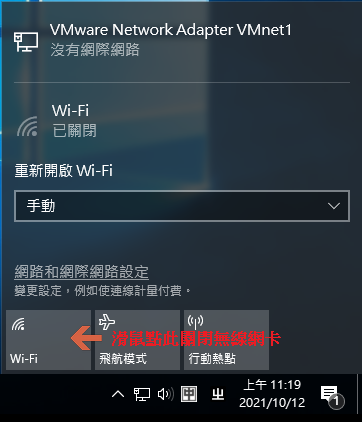 VMware Network Adapter VMnet1
沒有網際網路
Wi-Fi
已關閉
重新開啟 Wi-Fi
手動
網路和網際網路設定
變更設定，例如使連線計量付費。
滑鼠點此關閉無線網卡
Wi-Fi
飛航模式
行動熱點
中
上午 11:19
2021/10/12
1